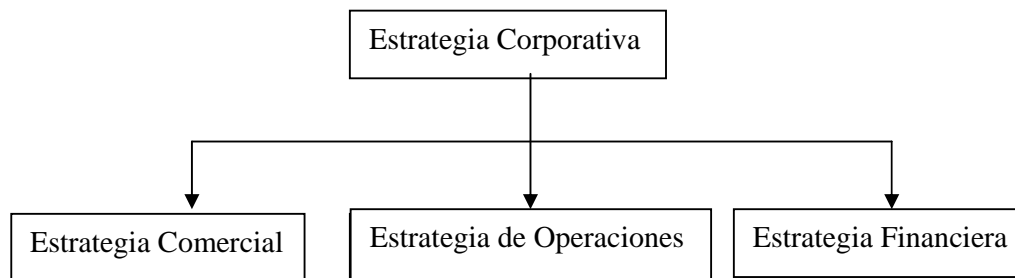 Estrategia Corporativa
Estrategia Comercial
Estrategia de Operaciones
Estrategia Financiera